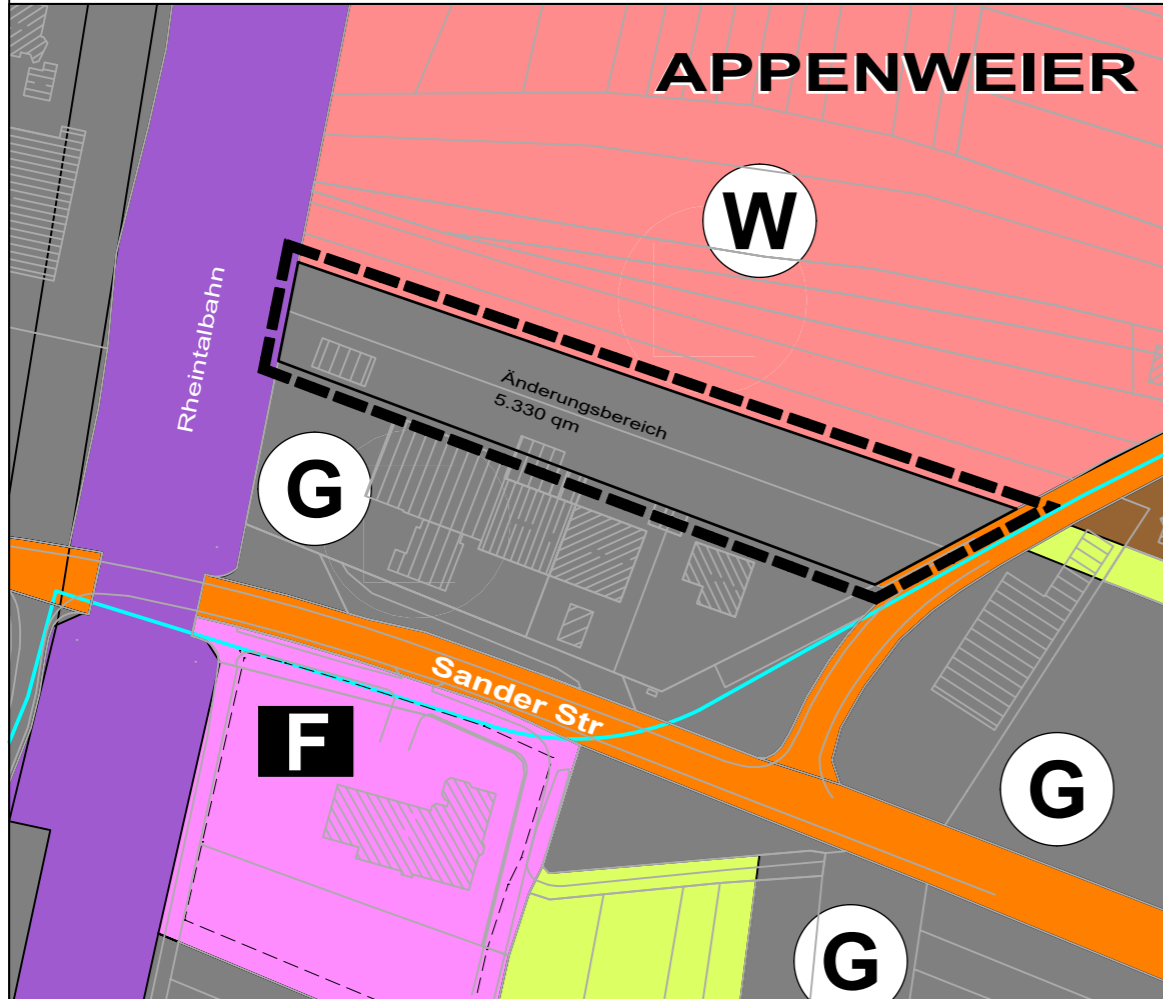 APPENWEIER
W
Rheintalbahn
Änderungsbereich
5.330 qm
G
Sander Str
F
G
G